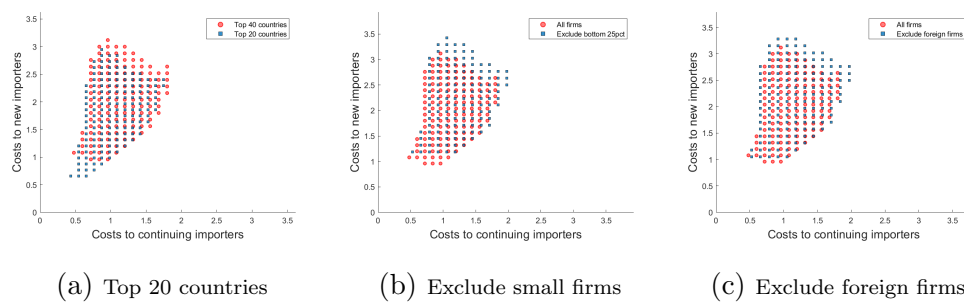 Top 40 countries
Top 20 countries
Costs to new importers
3.5
3
2.5
2
1.5
1
0.5
0
0 0.5 1 1.5 2 2.5 3 3.5
Costs to continuing importers
(a) Top 20 countries
All firms
Exclude bottom 25pct
Costs to new importers
3.5
3
2.5
2
1.5
1
0.5
0
0 0.5 1 1.5 2 2.5 3 3.5
Costs to continuing importers
(b) Exclude small firms
All firms
Exclude foreign firms
Costs to new importers
3.5
3
2.5
2
1.5
1
0.5
0
0 0.5 1 1.5 2 2.5 3 3.5
Costs to continuing importers
(c) Exclude foreign firms